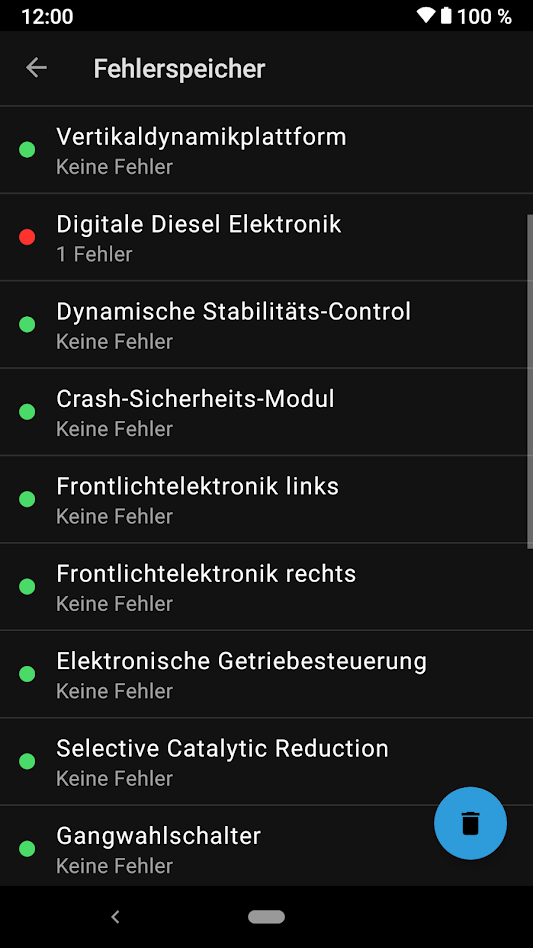 12:00
100 %
Fehlerspeicher
Vertikaldynamikplattform
Keine Fehler
Digitale Diesel Elektronik
1 Fehler
Dynamische Stabilitäts-Control
Keine Fehler
Crash-Sicherheits-Modul
Keine Fehler
Frontlichtelektronik links
Keine Fehler
Frontlichtelektronik rechts
Keine Fehler
Elektronische Getriebesteuerung
Keine Fehler
Selective Catalytic Reduction
Keine Fehler
Gangwahlschalter
Keine Fehler